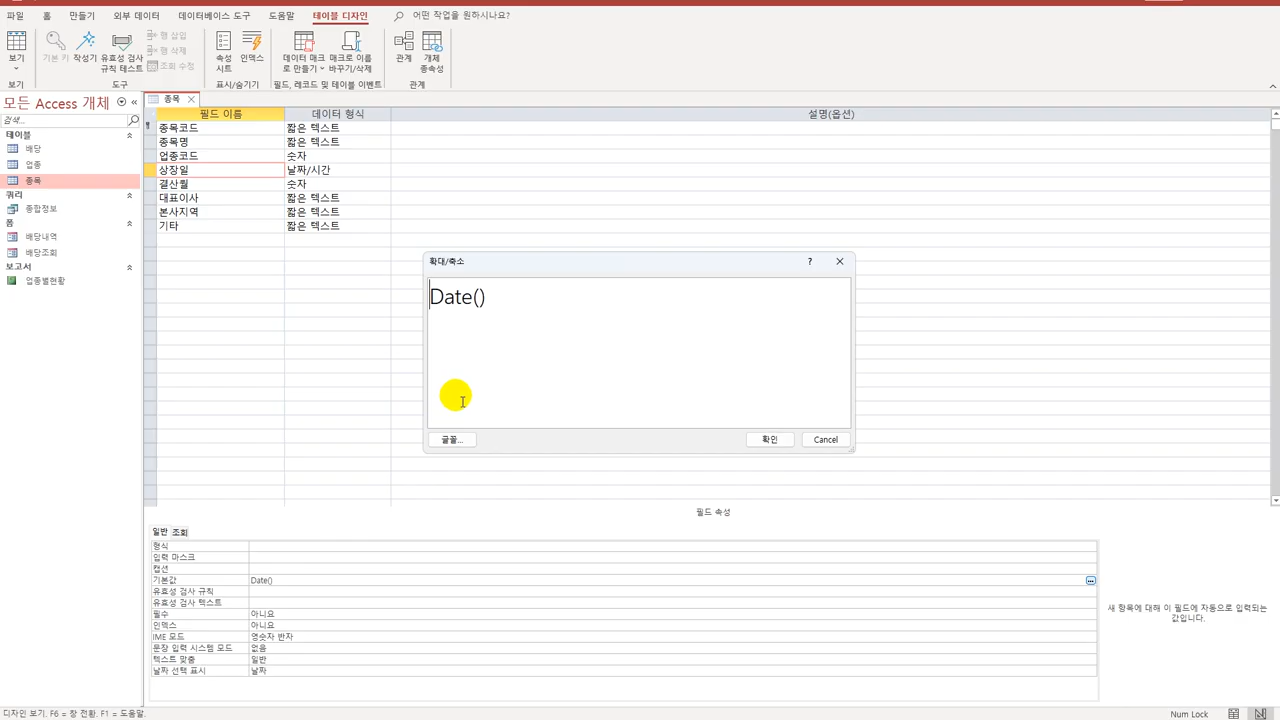 파일 홈 만들기 외부 데이터 데이터베이스 도구 도움말 테이블 디자인 어떤 작업을 원하시나요?
보기
기본 키
작성기
유효성 검사
규칙 테스트
행 삽입
행 삭제
조회 수정
속성
시트
인덱스
데이터 매크
로 만들기
매크로 이름
바꾸기/삭제
관계
개체
종속성
보기 도구 표시/숨기기 필드, 레코드 및 테이블 이벤트 관계
모든 Access 개체
검색...
테이블
배당
업종
종목
쿼리
종합정보
폼
배당내역
배당조회
보고서
업종별현황
종목
필드 이름 데이터 형식 설명(옵션)
종목코드 짧은 텍스트
종목명 짧은 텍스트
업종코드 숫자
상장일 날짜/시간
결산월 숫자
대표이사 짧은 텍스트
본사지역 짧은 텍스트
기타 짧은 텍스트
확대/축소 ?
Date()
글꼴... 확인 Cancel
필드 속성
일반 조회
형식
입력 마스크
캡션
기본값 Date()
유효성 검사 규칙
유효성 검사 텍스트
필수 아니요
인덱스 아니요
IME 모드 영숫자 반자
문장 입력 시스템 모드 없음
텍스트 맞춤 일반
날짜 선택 표시 날짜
새 항목에 대해 이 필드에 자동으로 입력되는
값입니다.
디자인 보기. F6 = 창 전환. F1 = 도움말. Num Lock